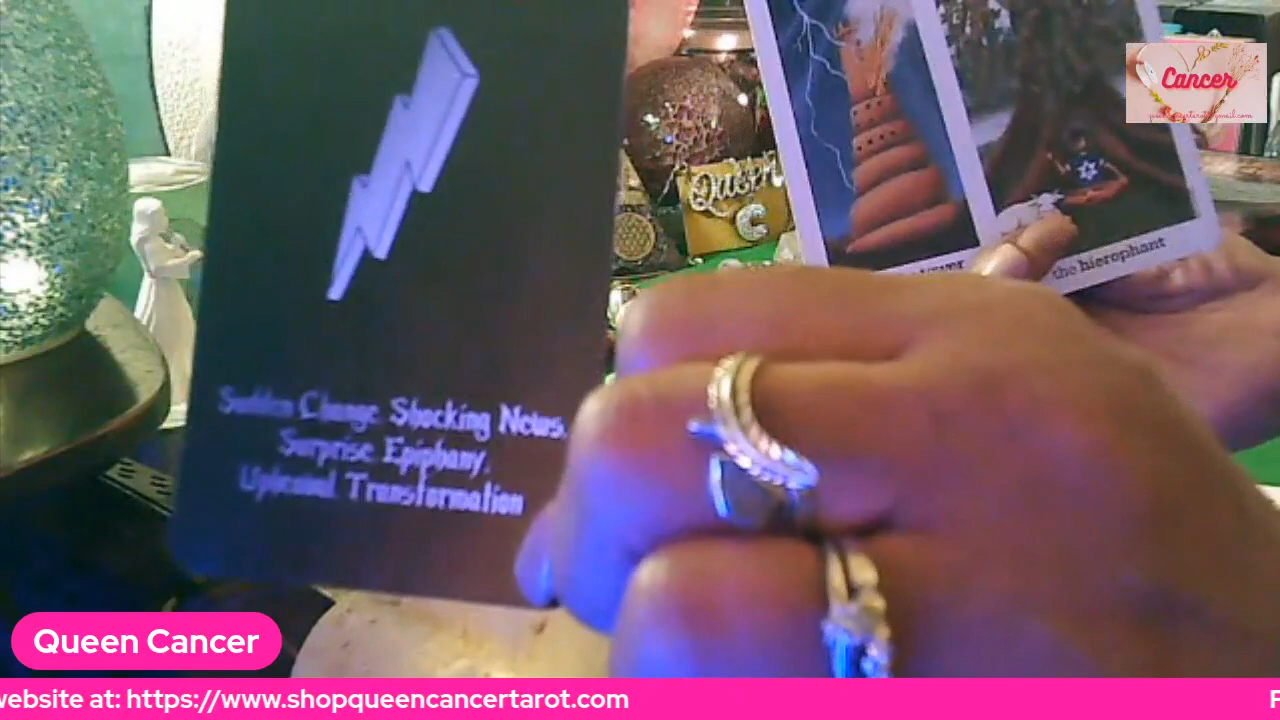 Cancer
Queen
C
the hierophant
Sudden Change, Shocking News,
Surprise Epiphany,
Upheaval Transformation
Queen Cancer
website at: https://www.shopqueencancertarot.com